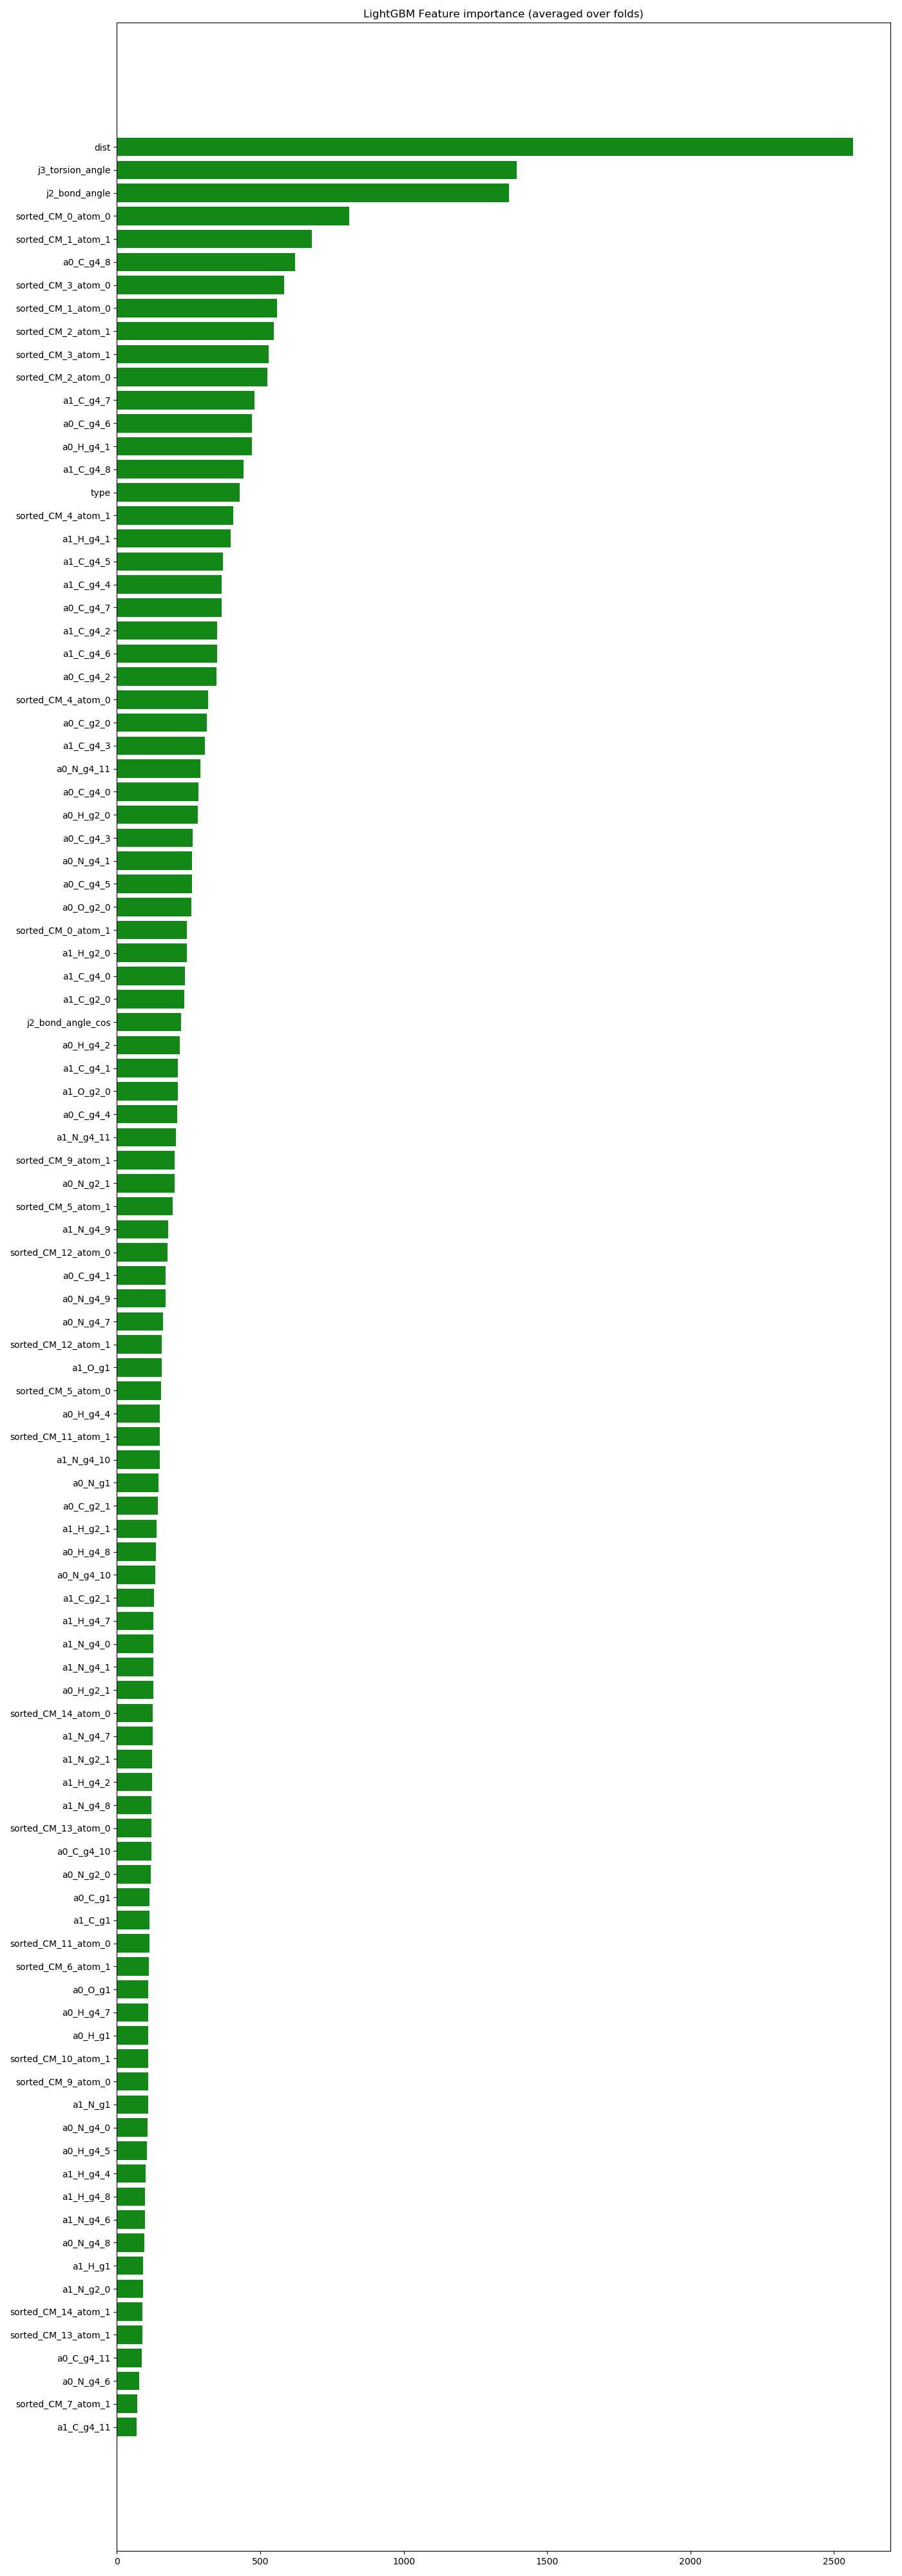 LightGBM Feature importance (averaged over folds)
dist
j3_torsion_angle
j2_bond_angle
sorted_CM_0_atom_0
sorted_CM_1_atom_1
a0_C_g4_8
sorted_CM_3_atom_0
sorted_CM_1_atom_0
sorted_CM_2_atom_1
sorted_CM_3_atom_1
sorted_CM_2_atom_0
a1_C_g4_7
a0_C_g4_6
a0_H_g4_1
a1_C_g4_8
type
sorted_CM_4_atom_1
a1_H_g4_1
a1_C_g4_5
a1_C_g4_4
a0_C_g4_7
a1_C_g4_2
a1_C_g4_6
a0_C_g4_2
sorted_CM_4_atom_0
a0_C_g2_0
a1_C_g4_3
a0_N_g4_11
a0_C_g4_0
a0_H_g2_0
a0_C_g4_3
a0_N_g4_1
a0_C_g4_5
a0_O_g2_0
sorted_CM_0_atom_1
a1_H_g2_0
a1_C_g4_0
a1_C_g2_0
j2_bond_angle_cos
a0_H_g4_2
a1_C_g4_1
a1_O_g2_0
a0_C_g4_4
a1_N_g4_11
sorted_CM_9_atom_1
a0_N_g2_1
sorted_CM_5_atom_1
a1_N_g4_9
sorted_CM_12_atom_0
a0_C_g4_1
a0_N_g4_9
a0_N_g4_7
sorted_CM_12_atom_1
a1_O_g1
sorted_CM_5_atom_0
a0_H_g4_4
sorted_CM_11_atom_1
a1_N_g4_10
a0_N_g1
a0_C_g2_1
a1_H_g2_1
a0_H_g4_8
a0_N_g4_10
a1_C_g2_1
a1_H_g4_7
a1_N_g4_0
a1_N_g4_1
a0_H_g2_1
sorted_CM_14_atom_0
a1_N_g4_7
a1_N_g2_1
a1_H_g4_2
a1_N_g4_8
sorted_CM_13_atom_0
a0_C_g4_10
a0_N_g2_0
a0_C_g1
a1_C_g1
sorted_CM_11_atom_0
sorted_CM_6_atom_1
a0_O_g1
a0_H_g4_7
a0_H_g1
sorted_CM_10_atom_1
sorted_CM_9_atom_0
a1_N_g1
a0_N_g4_0
a0_H_g4_5
a1_H_g4_4
a1_H_g4_8
a1_N_g4_6
a0_N_g4_8
a1_H_g1
a1_N_g2_0
sorted_CM_14_atom_1
sorted_CM_13_atom_1
a0_C_g4_11
a0_N_g4_6
sorted_CM_7_atom_1
a1_C_g4_11
0 500 1000 1500 2000 2500